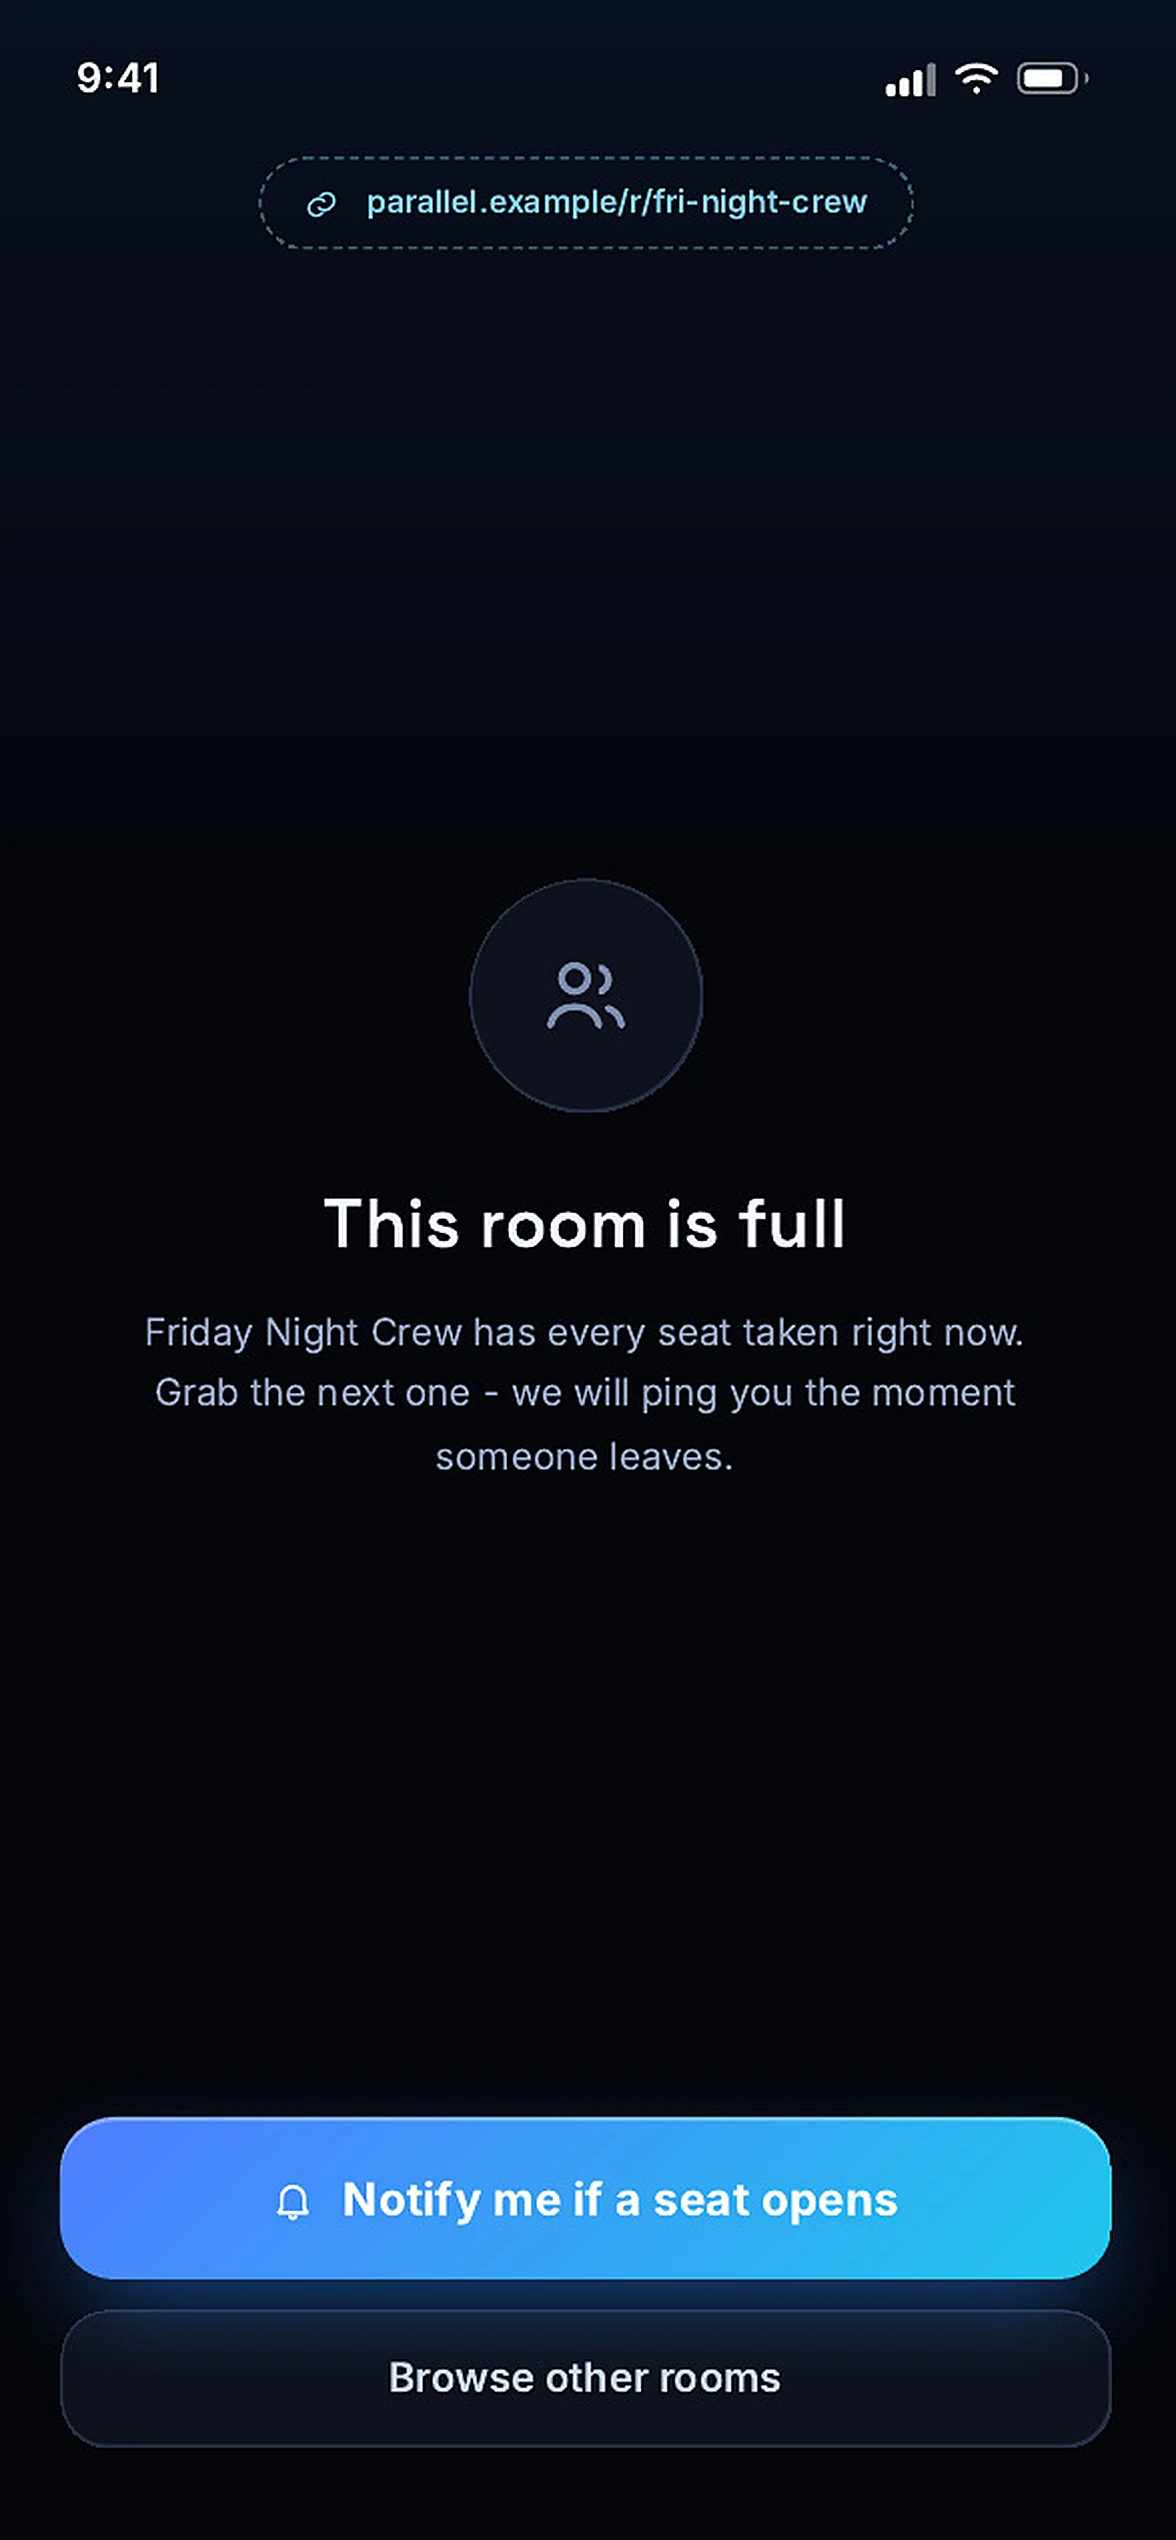 9:41
parallel.example/r/fri-night-crew
This room is full
Friday Night Crew has every seat taken right now.
Grab the next one - we will ping you the moment
someone leaves.
Notify me if a seat opens
Browse other rooms